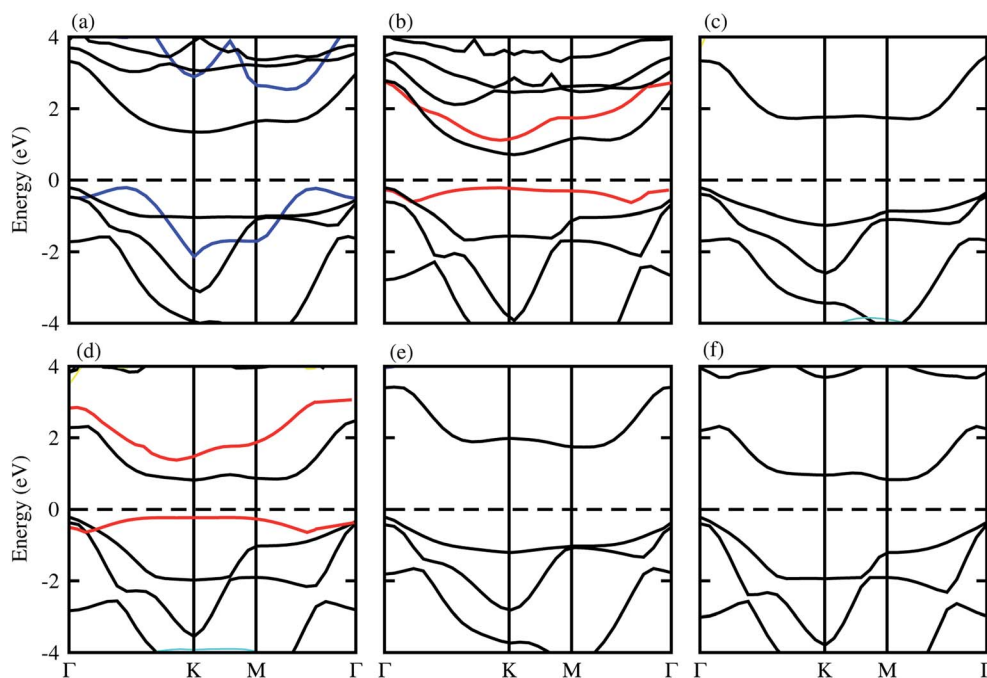 (a) (b) (c)
Energy (eV)
4
2
0
-2
-4
(d) (e) (f)
Energy (eV)
4
2
0
-2
-4
Γ K M Γ K M Γ K M Γ